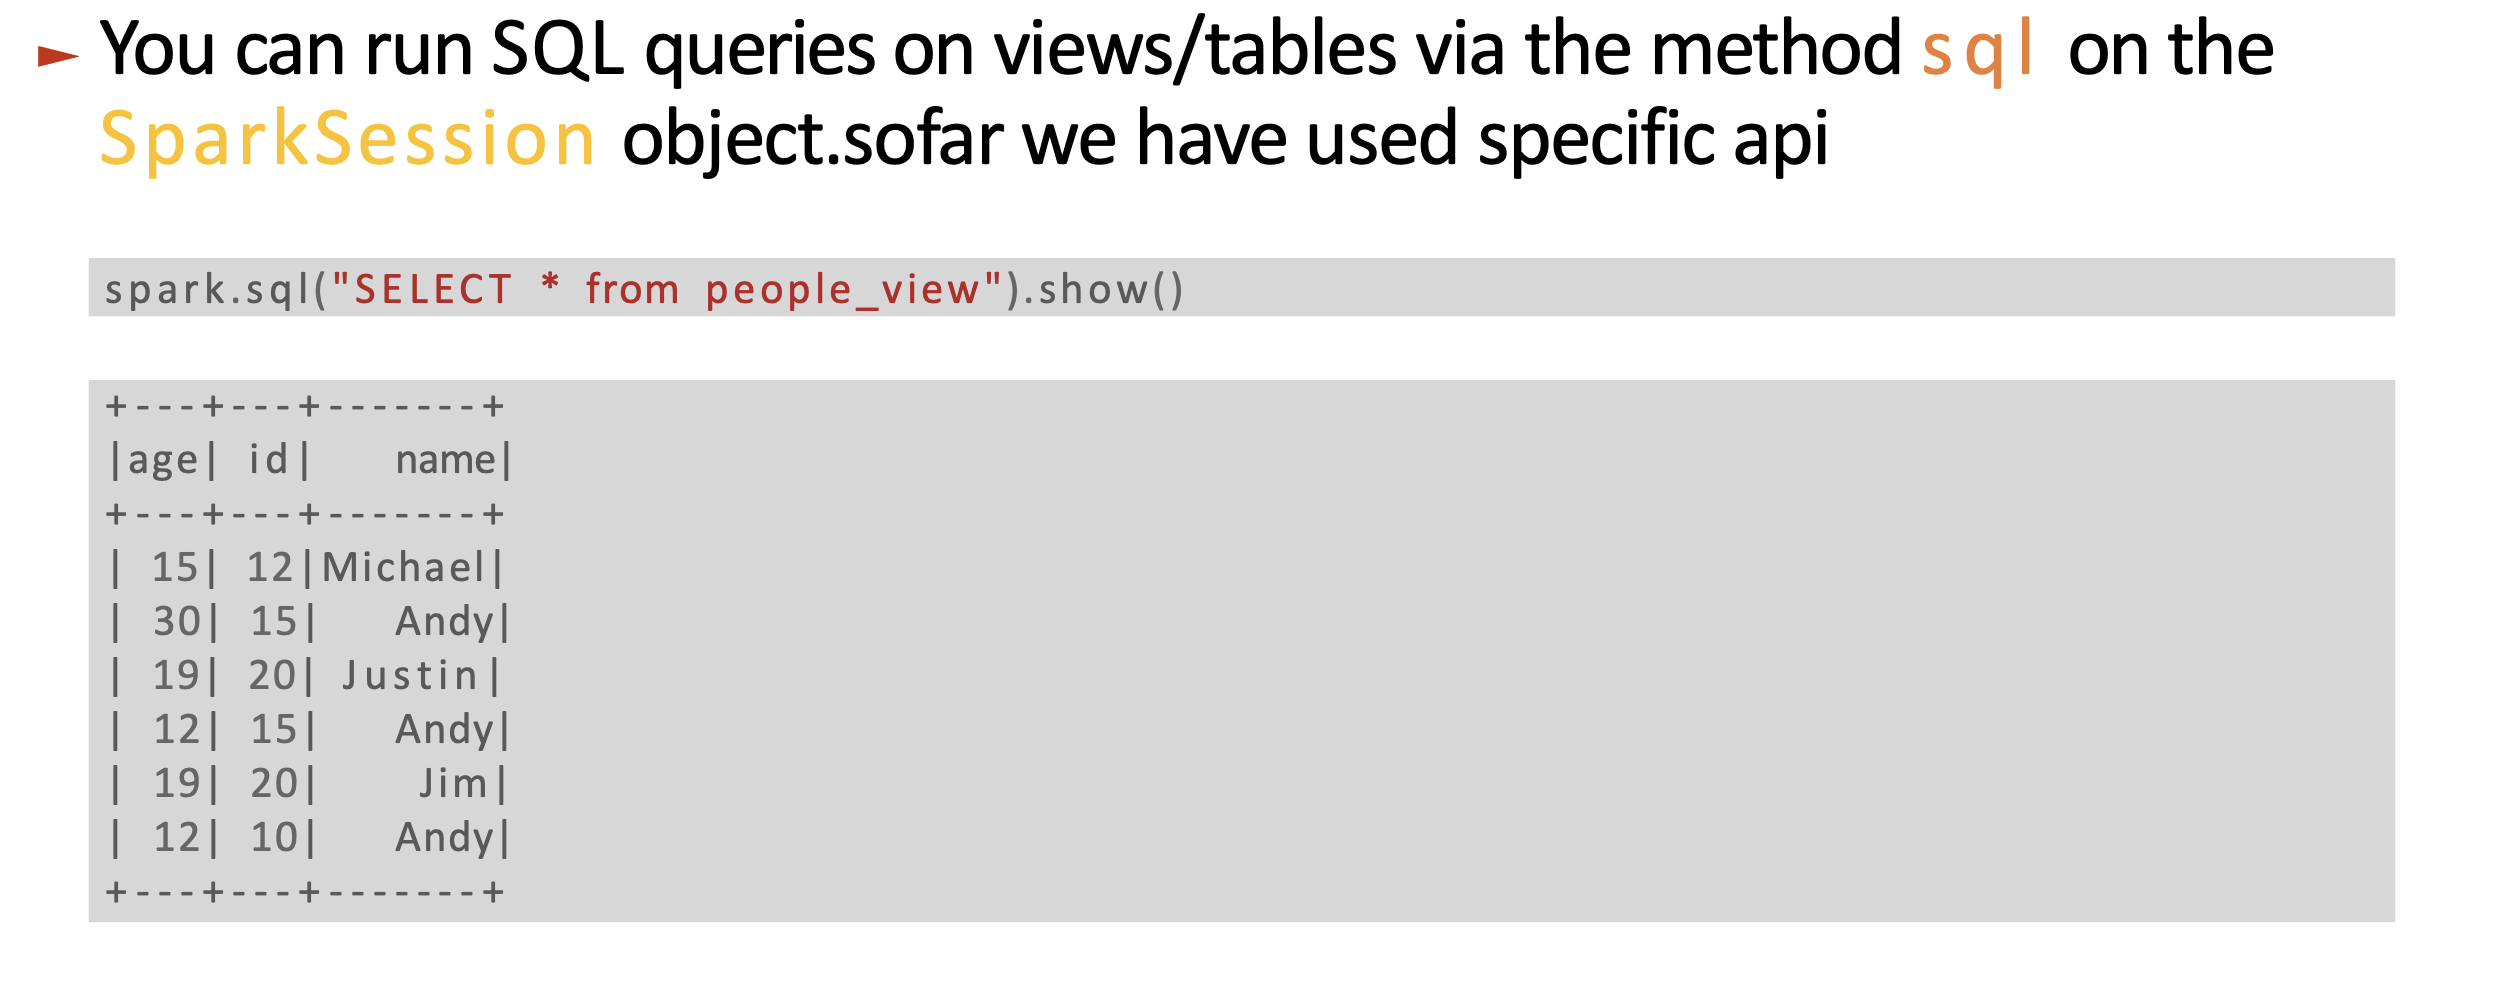 You can run SQL queries on views/tables via the method sql on the
SparkSession object.sofar we have used specific api
spark.sql("SELECT * from people_view").show()
+---+---+-------+
|age| id|   name|
+---+---+-------+
| 15| 12|Michael|
| 30| 15|   Andy|
| 19| 20| Justin|
| 12| 15|   Andy|
| 19| 20|    Jim|
| 12| 10|   Andy|
+---+---+-------+